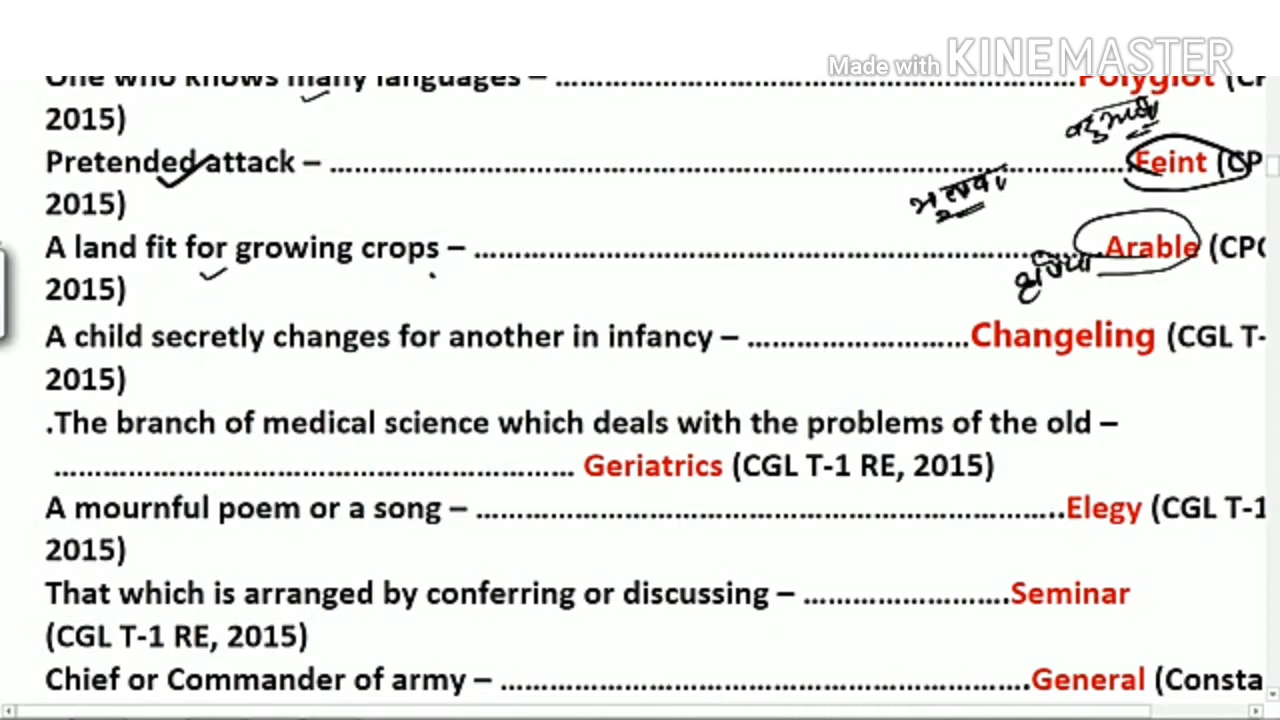 Made with KINEMASTER
One who knows many languages – ........................................................................Polyglot (CP
2015)
Pretended attack – ........................................................................Feint (CP
2015)
A land fit for growing crops – ........................................................................Arable (CPO
2015)
A child secretly changes for another in infancy – ...........................Changeling (CGL T-
2015)
.The branch of medical science which deals with the problems of the old –
................................................................ Geriatrics (CGL T-1 RE, 2015)
A mournful poem or a song – ........................................................................Elegy (CGL T-1
2015)
That which is arranged by conferring or discussing – .........................Seminar
(CGL T-1 RE, 2015)
Chief or Commander of army – .................................................................General (Consta